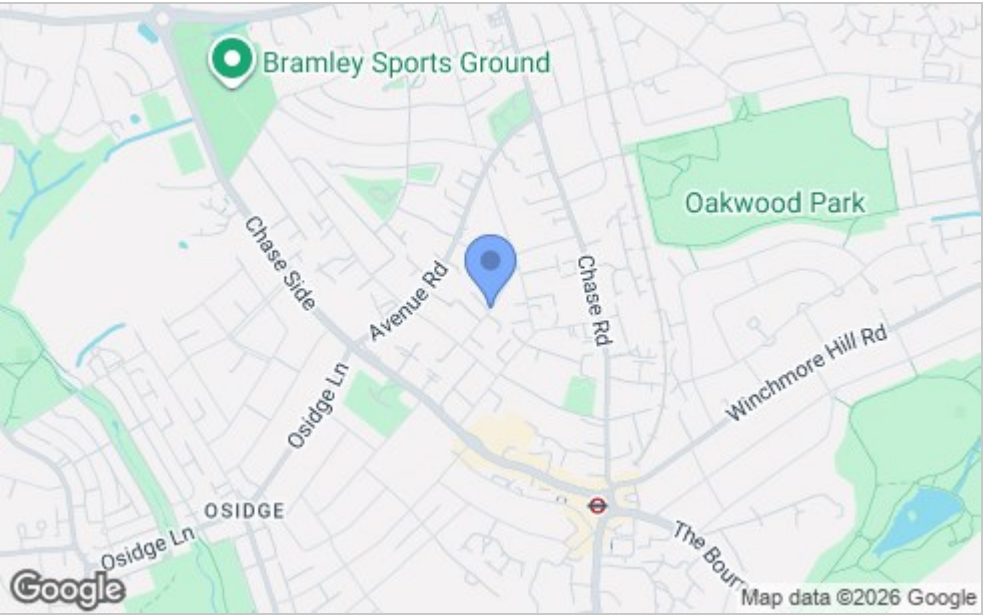 Bramley Sports Ground
Oakwood Park
Chase Side
Avenue Rd
Chase Rd
Winchmore Hill Rd
Osidge Ln
OSIDGE
Osidge Ln
The Bour
Google
Map data ©2026 Google